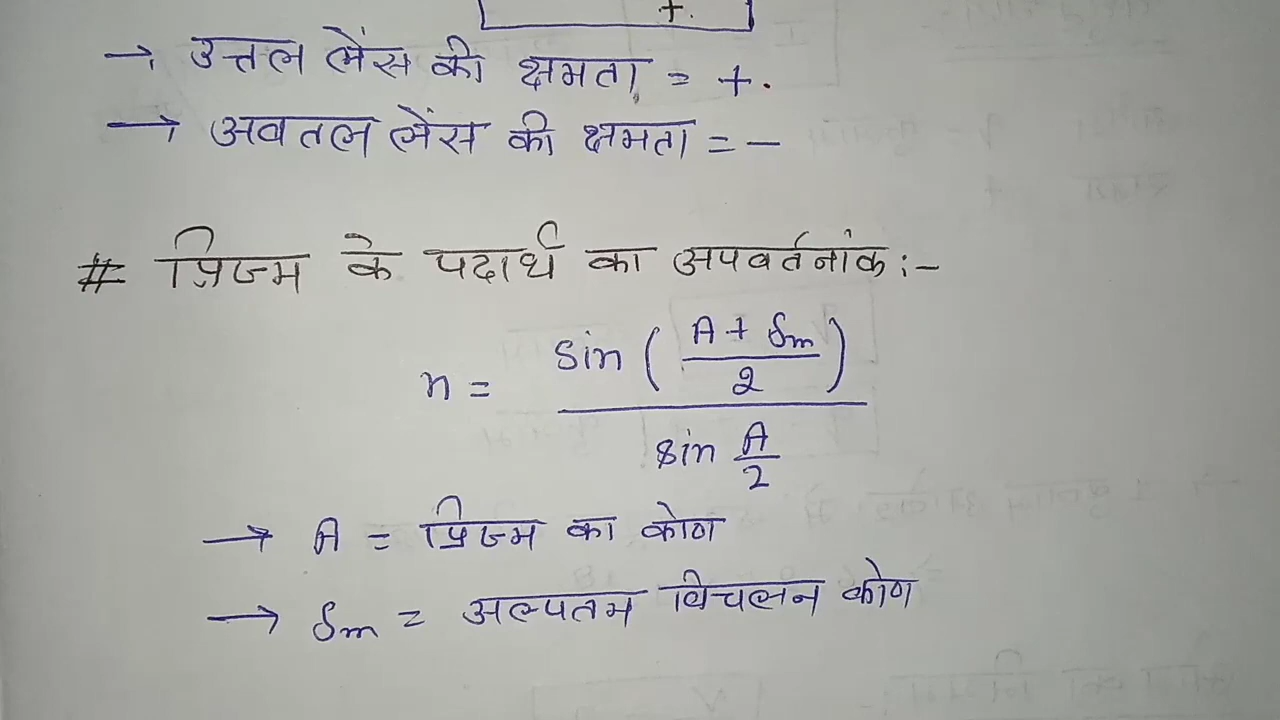 +.
→ उत्तल लेंस की क्षमता = +.
→ अवतल लेंस की क्षमता = -
# प्रिज्म के पदार्थ का अपवर्तनांक :-
n = sin ( (A + δm) / 2 ) / sin A/2
→ A = प्रिज्म का कोण
→ δm = अल्पतम विचलन कोण